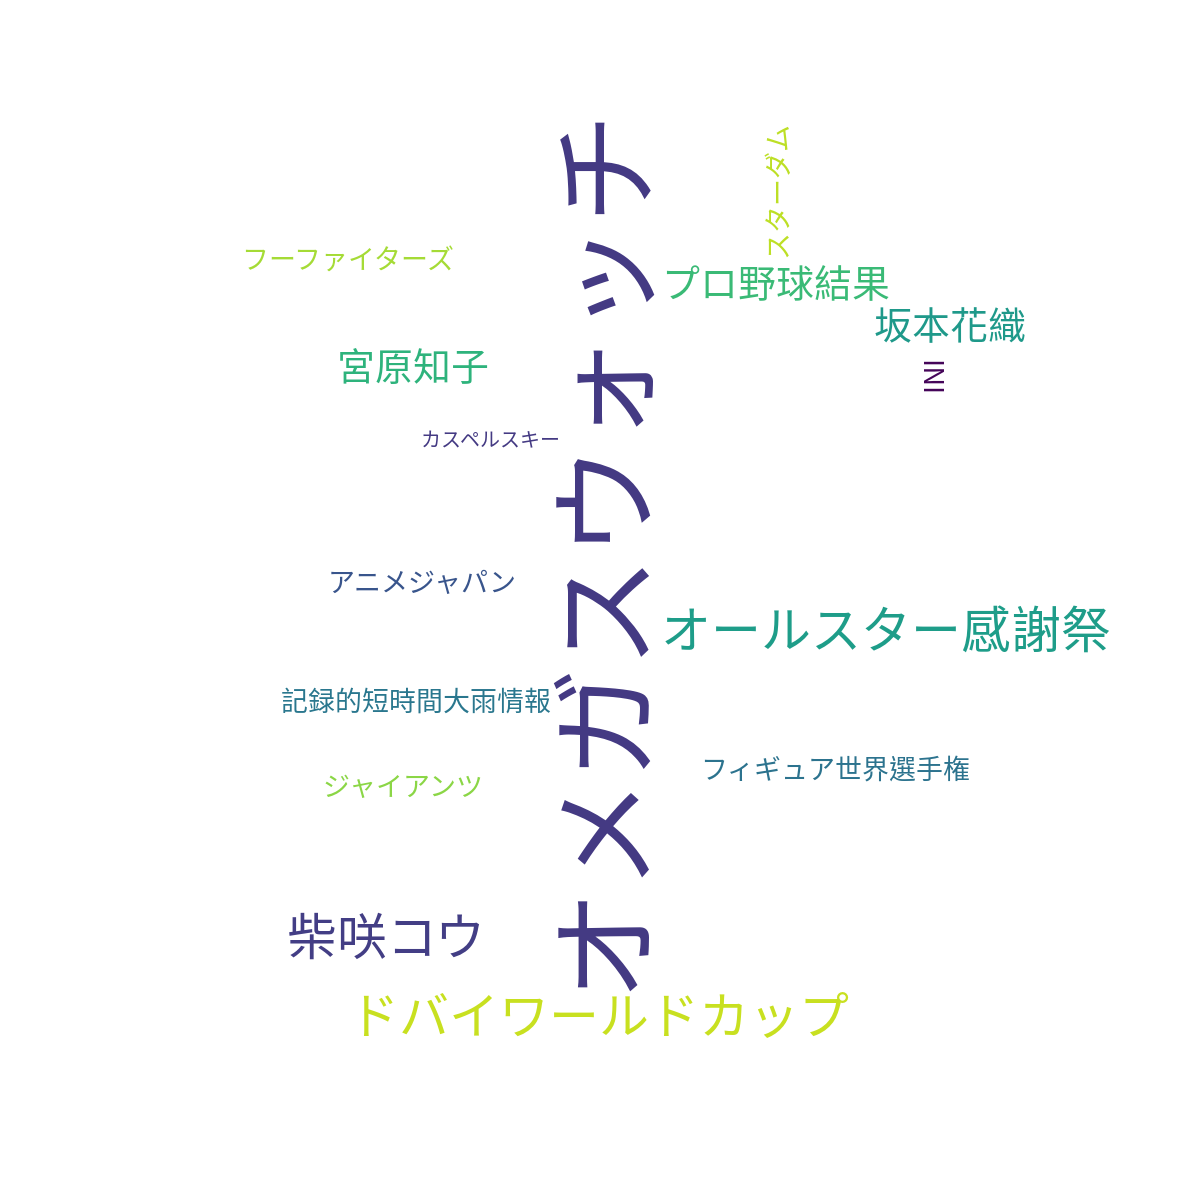 オメガスウォッチ
スターダム
フーファイターズ
プロ野球結果
坂本花織
宮原知子
INI
カスペルスキー
アニメジャパン
オールスター感謝祭
記録的短時間大雨情報
フィギュア世界選手権
ジャイアンツ
柴咲コウ
ドバイワールドカップ